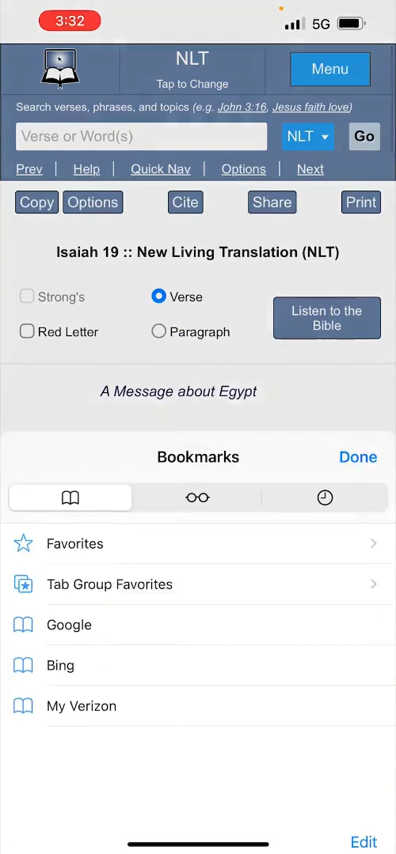 3:32
5G
NLT
Tap to Change
Menu
Search verses, phrases, and topics (e.g. John 3:16, Jesus faith love)
Verse or Word(s)
NLT
Go
Prev
Help
Quick Nav
Options
Next
Copy
Options
Cite
Share
Print
Isaiah 19 :: New Living Translation (NLT)
Strong's
Verse
Red Letter
Paragraph
Listen to the
Bible
A Message about Egypt
Bookmarks
Done
Favorites
Tab Group Favorites
Google
Bing
My Verizon
Edit